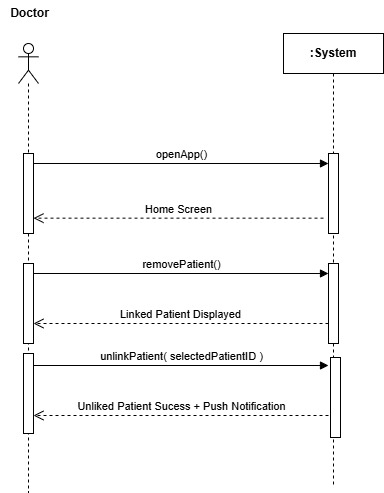 Doctor
:System
openApp()
Home Screen
removePatient()
Linked Patient Displayed
unlinkPatient( selectedPatientID )
Unliked Patient Sucess + Push Notification